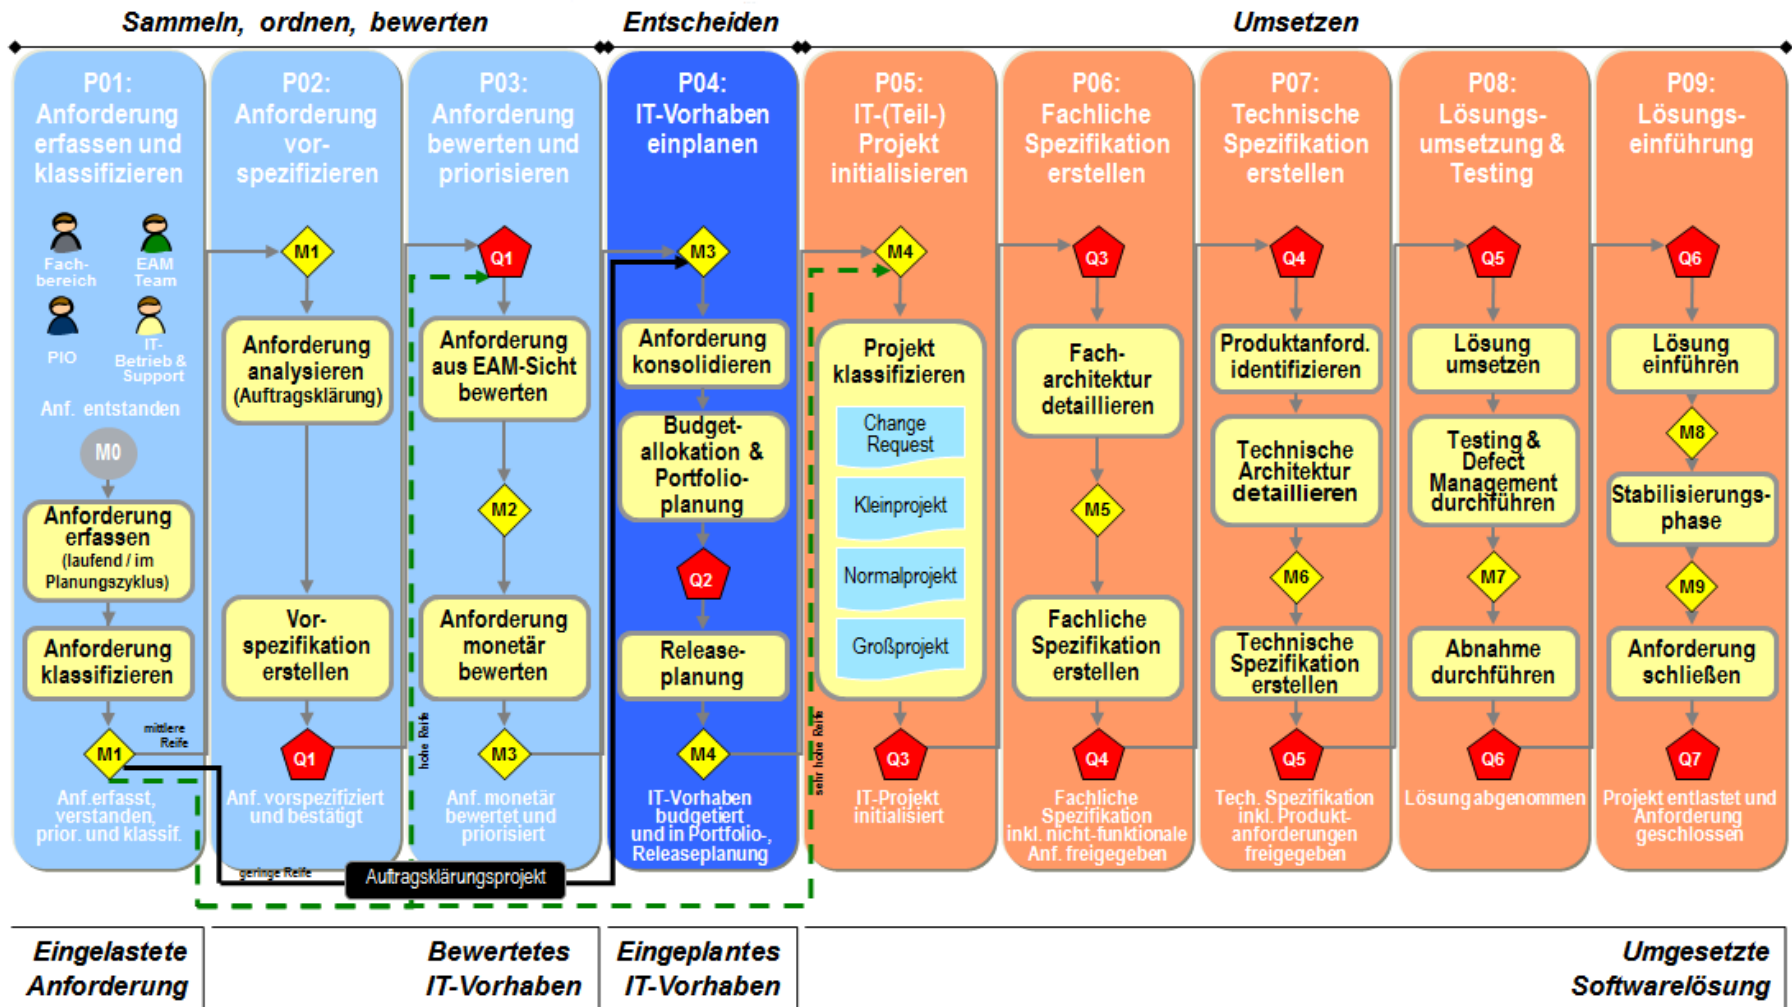 Sammeln, ordnen, bewerten
Entscheiden
Umsetzen
P01:
Anforderung
erfassen und
klassifizieren
Fach-
bereich
EAM
Team
PIO
IT-
Betrieb &
Support
Anf. entstanden
M0
Anforderung
erfassen
(laufend / im
Planungszyklus)
Anforderung
klassifizieren
M1
mittlere
Reife
Anf.erfasst,
verstanden,
prior. und klassif.
geringe Reife
P02:
Anforderung
vor-
spezifizieren
M1
Anforderung
analysieren
(Auftragsklärung)
Vor-
spezifikation
erstellen
Q1
Anf. vorspezifiziert
und bestätigt
P03:
Anforderung
bewerten und
priorisieren
Q1
Anforderung
aus EAM-Sicht
bewerten
M2
Anforderung
monetär
bewerten
hohe Reife
M3
Anf. monetär
bewertet und
priorisiert
Auftragsklärungsprojekt
P04:
IT-Vorhaben
einplanen
M3
Anforderung
konsolidieren
Budget-
allokation &
Portfolio-
planung
Q2
Release-
planung
M4
IT-Vorhaben
budgetiert
und in Portfolio-,
Releaseplanung
P05:
IT-(Teil-)
Projekt
initialisieren
M4
Projekt
klassifizieren
Change
Request
Kleinprojekt
Normalprojekt
Großprojekt
sehr hohe Reife
Q3
IT-Projekt
initialisiert
P06:
Fachliche
Spezifikation
erstellen
Q3
Fach-
architektur
detaillieren
M5
Fachliche
Spezifikation
erstellen
Q4
Fachliche
Spezifikation
inkl. nicht-funktionale
Anf. freigegeben
P07:
Technische
Spezifikation
erstellen
Q4
Produktanford.
identifizieren
Technische
Architektur
detaillieren
M6
Technische
Spezifikation
erstellen
Q5
Tech. Spezifikation
inkl. Produkt-
anforderungen
freigegeben
P08:
Lösungs-
umsetzung &
Testing
Q5
Lösung
umsetzen
Testing &
Defect
Management
durchführen
M7
Abnahme
durchführen
Q6
Lösung abgenommen
P09:
Lösungs-
einführung
Q6
Lösung
einführen
M8
Stabilisierungs-
phase
M9
Anforderung
schließen
Q7
Projekt entlastet und
Anforderung
geschlossen
Eingelastete
Anforderung
Bewertetes
IT-Vorhaben
Eingeplantes
IT-Vorhaben
Umgesetzte
Softwarelösung